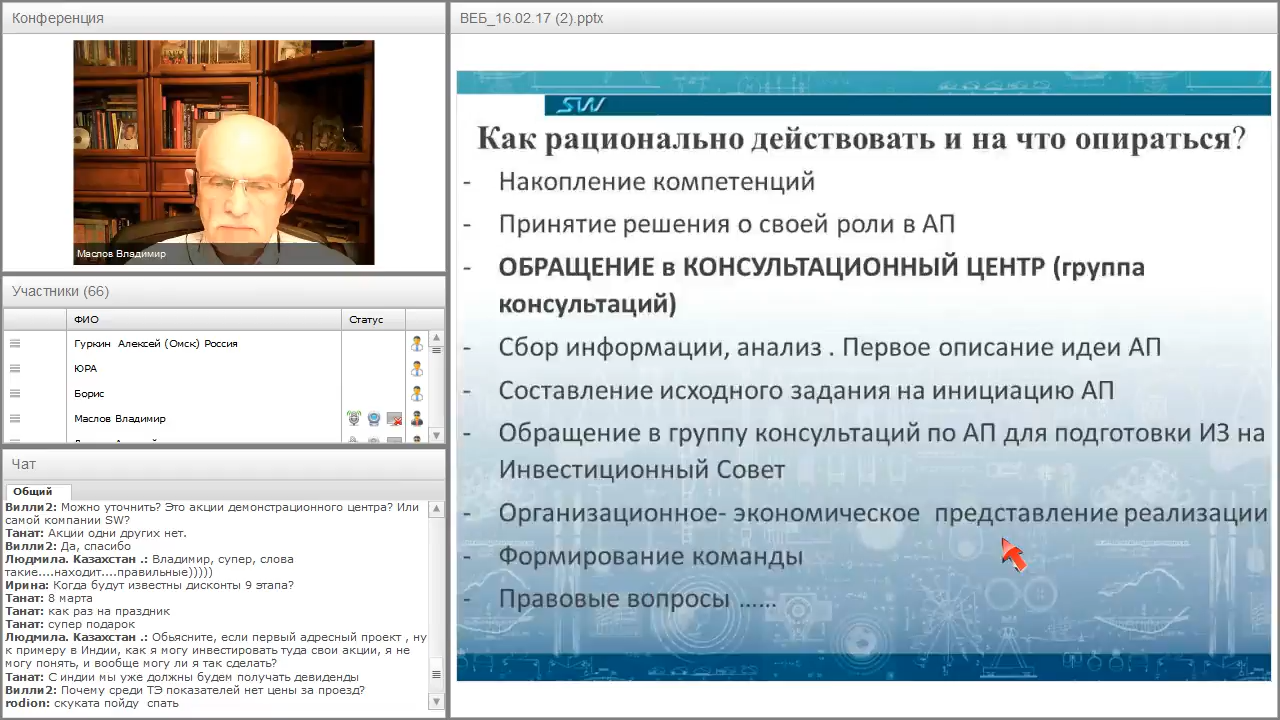 Конференция
Маслов Владимир
Участники (66)
ФИО
Статус
Гуркин Алексей (Омск) Россия
ЮРА
Борис
Маслов Владимир
Чат
Общий
Вилли2: Можно уточнить? Это акции демонстрационного центра? Или
самой компании SW?
Танат: Акции одни других нет.
Вилли2: Да, спасибо
Людмила. Казахстан .: Владимир, супер, слова
такие....находит....правильные)))))
Ирина: Когда будут известны дисконты 9 этапа?
Танат: 8 марта
Танат: как раз на праздник
Танат: супер подарок
Людмила. Казахстан .: Обьясните, если первый адресный проект , ну
к примеру в Индии, как я могу инвестировать туда свои акции, я не
могу понять, и вообще могу ли я так сделать?
Татат: С индии мы уже должны будем получать девиденды
Вилли2: Почему среди ТЭ показателей нет цены за проезд?
rodion: скуката пойду спать
ВЕБ_16.02.17 (2).pptx
SW
Как рационально действовать и на что опираться?
- Накопление компетенций
- Принятие решения о своей роли в АП
- ОБРАЩЕНИЕ в КОНСУЛЬТАЦИОННЫЙ ЦЕНТР (группа
консультаций)
- Сбор информации, анализ . Первое описание идеи АП
- Составление исходного задания на инициацию АП
- Обращение в группу консультаций по АП для подготовки ИЗ на
Инвестиционный Совет
- Организационное- экономическое представление реализации
- Формирование команды
- Правовые вопросы ......